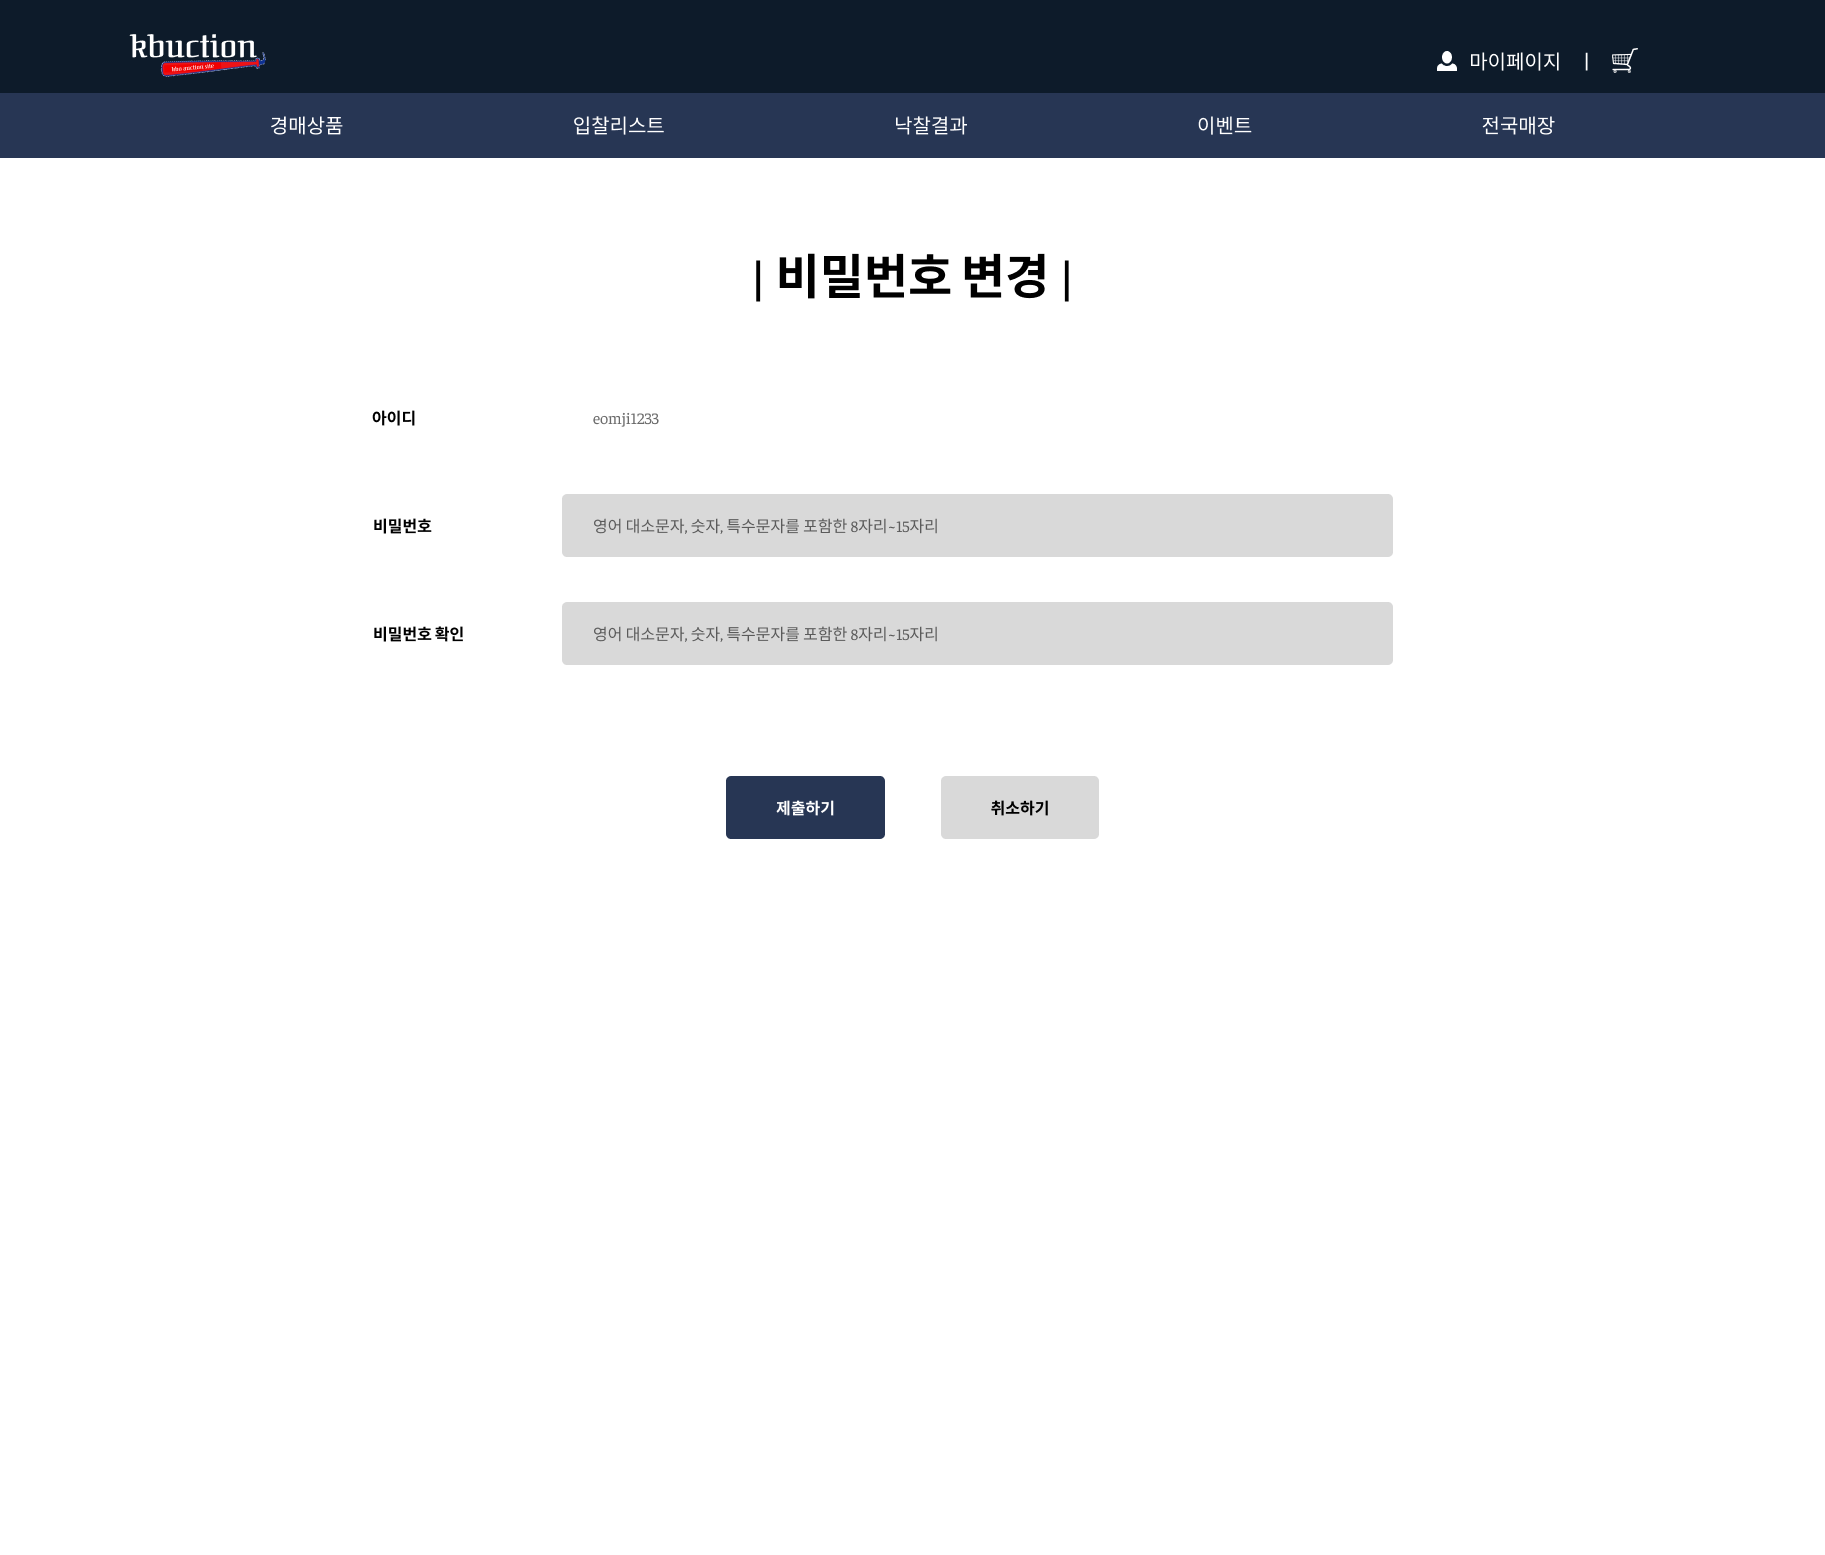 kbuction
kbo auction site
마이페이지 |
경매상품 입찰리스트 낙찰결과 이벤트 전국매장
| 비밀번호 변경 |
아이디 eomji1233
비밀번호 영어 대소문자, 숫자, 특수문자를 포함한 8자리~15자리
비밀번호 확인 영어 대소문자, 숫자, 특수문자를 포함한 8자리~15자리
제출하기 취소하기